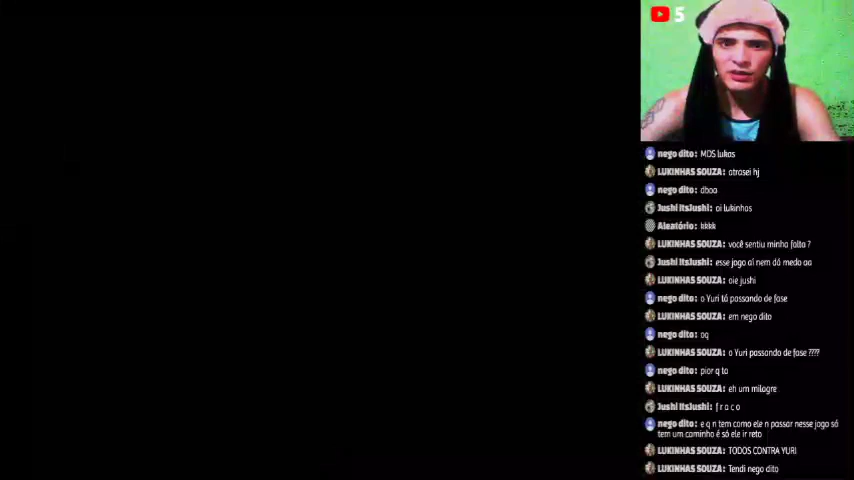 5
nego dito: MDS lukas
LUKINHAS SOUZA: atrasei hj
nego dito: dboa
Jushi ItsJushi: oi lukinhas
Aleatório: kkkk
LUKINHAS SOUZA: você sentiu minha falta ?
Jushi ItsJushi: esse jogo aí nem dá medo aa
LUKINHAS SOUZA: oie jushi
nego dito: o Yuri tá passando de fase
LUKINHAS SOUZA: em nego dito
nego dito: oq
LUKINHAS SOUZA: o Yuri passando de fase ????
nego dito: pior q ta
LUKINHAS SOUZA: eh um milagre
Jushi ItsJushi: f r a c o
nego dito: e q n tem como ele n passar nesse jogo só
tem um caminho é só ele ir reto
LUKINHAS SOUZA: TODOS CONTRA YURI
LUKINHAS SOUZA: Tendi nego dito